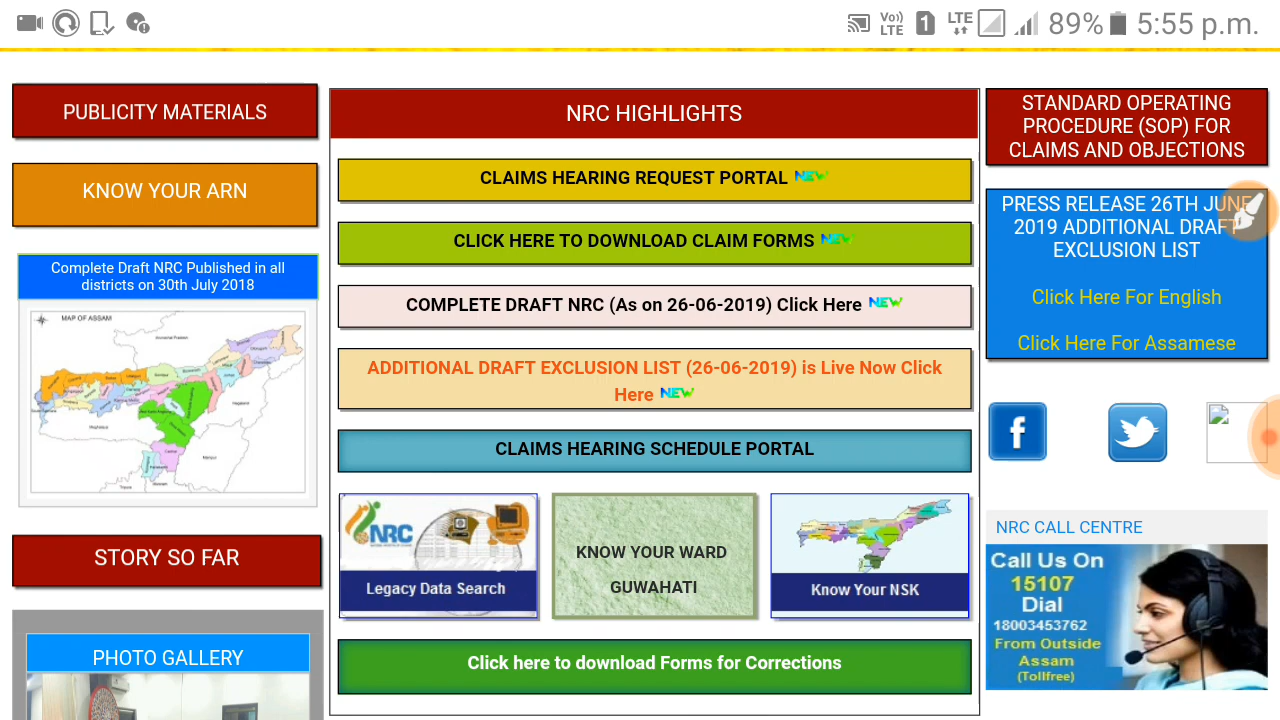 Vo))
LTE
1
LTE
89%
5:55 p.m.
PUBLICITY MATERIALS
KNOW YOUR ARN
Complete Draft NRC Published in all
districts on 30th July 2018
MAP OF ASSAM
STORY SO FAR
PHOTO GALLERY
NRC HIGHLIGHTS
CLAIMS HEARING REQUEST PORTAL NEW
CLICK HERE TO DOWNLOAD CLAIM FORMS NEW
COMPLETE DRAFT NRC (As on 26-06-2019) Click Here NEW
ADDITIONAL DRAFT EXCLUSION LIST (26-06-2019) is Live Now Click
Here NEW
CLAIMS HEARING SCHEDULE PORTAL
NRC
Legacy Data Search
KNOW YOUR WARD
GUWAHATI
Know Your NSK
Click here to download Forms for Corrections
STANDARD OPERATING
PROCEDURE (SOP) FOR
CLAIMS AND OBJECTIONS
PRESS RELEASE 26TH JUNE
2019 ADDITIONAL DRAFT
EXCLUSION LIST
Click Here For English
Click Here For Assamese
f
NRC CALL CENTRE
Call Us On
15107
Dial
18003453762
From Outside
Assam
(Tollfree)